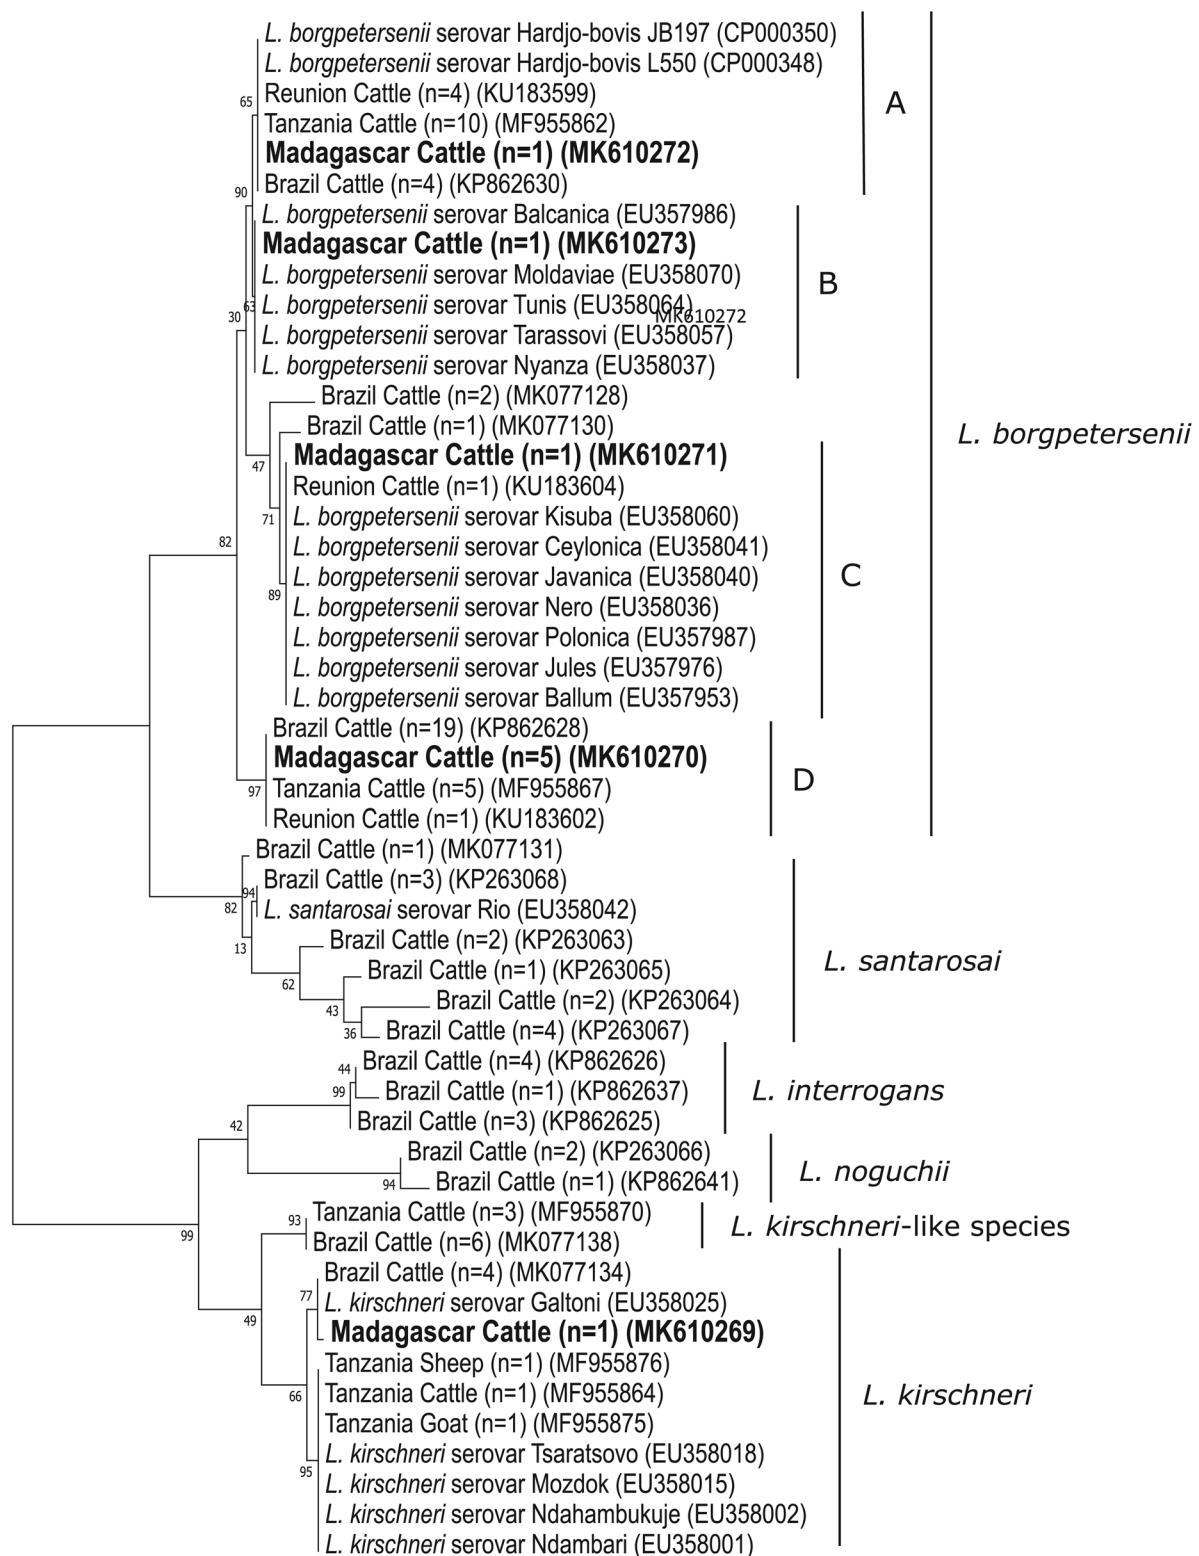 L. borgpetersenii serovar Hardjo-bovis JB197 (CP000350)
L. borgpetersenii serovar Hardjo-bovis L550 (CP000348)
65
Reunion Cattle (n=4) (KU183599)
A
Tanzania Cattle (n=10) (MF955862)
Madagascar Cattle (n=1) (MK610272)
Brazil Cattle (n=4) (KP862630)
90
L. borgpetersenii serovar Balcanica (EU357986)
Madagascar Cattle (n=1) (MK610273)
L. borgpetersenii serovar Moldaviae (EU358070)
B
63
L. borgpetersenii serovar Tunis (EU358064)
30
MK610272
L. borgpetersenii serovar Tarassovi (EU358057)
L. borgpetersenii serovar Nyanza (EU358037)
Brazil Cattle (n=2) (MK077128)
Brazil Cattle (n=1) (MK077130)
L. borgpetersenii
Madagascar Cattle (n=1) (MK610271)
47
Reunion Cattle (n=1) (KU183604)
71
L. borgpetersenii serovar Kisuba (EU358060)
82
L. borgpetersenii serovar Ceylonica (EU358041)
L. borgpetersenii serovar Javanica (EU358040)
C
89
L. borgpetersenii serovar Nero (EU358036)
L. borgpetersenii serovar Polonica (EU357987)
L. borgpetersenii serovar Jules (EU357976)
L. borgpetersenii serovar Ballum (EU357953)
Brazil Cattle (n=19) (KP862628)
Madagascar Cattle (n=5) (MK610270)
D
97
Tanzania Cattle (n=5) (MF955867)
Reunion Cattle (n=1) (KU183602)
Brazil Cattle (n=1) (MK077131)
94
Brazil Cattle (n=3) (KP263068)
82
L. santarosai serovar Rio (EU358042)
13
Brazil Cattle (n=2) (KP263063)
L. santarosai
62
Brazil Cattle (n=1) (KP263065)
43
Brazil Cattle (n=2) (KP263064)
36
Brazil Cattle (n=4) (KP263067)
44
Brazil Cattle (n=4) (KP862626)
99
Brazil Cattle (n=1) (KP862637)
L. interrogans
Brazil Cattle (n=3) (KP862625)
42
Brazil Cattle (n=2) (KP263066)
L. noguchii
94
Brazil Cattle (n=1) (KP862641)
93
Tanzania Cattle (n=3) (MF955870)
L. kirschneri-like species
99
Brazil Cattle (n=6) (MK077138)
Brazil Cattle (n=4) (MK077134)
77
L. kirschneri serovar Galtoni (EU358025)
49
Madagascar Cattle (n=1) (MK610269)
Tanzania Sheep (n=1) (MF955876)
66
Tanzania Cattle (n=1) (MF955864)
L. kirschneri
Tanzania Goat (n=1) (MF955875)
L. kirschneri serovar Tsaratsovo (EU358018)
95
L. kirschneri serovar Mozdok (EU358015)
L. kirschneri serovar Ndahambukuje (EU358002)
L. kirschneri serovar Ndambari (EU358001)